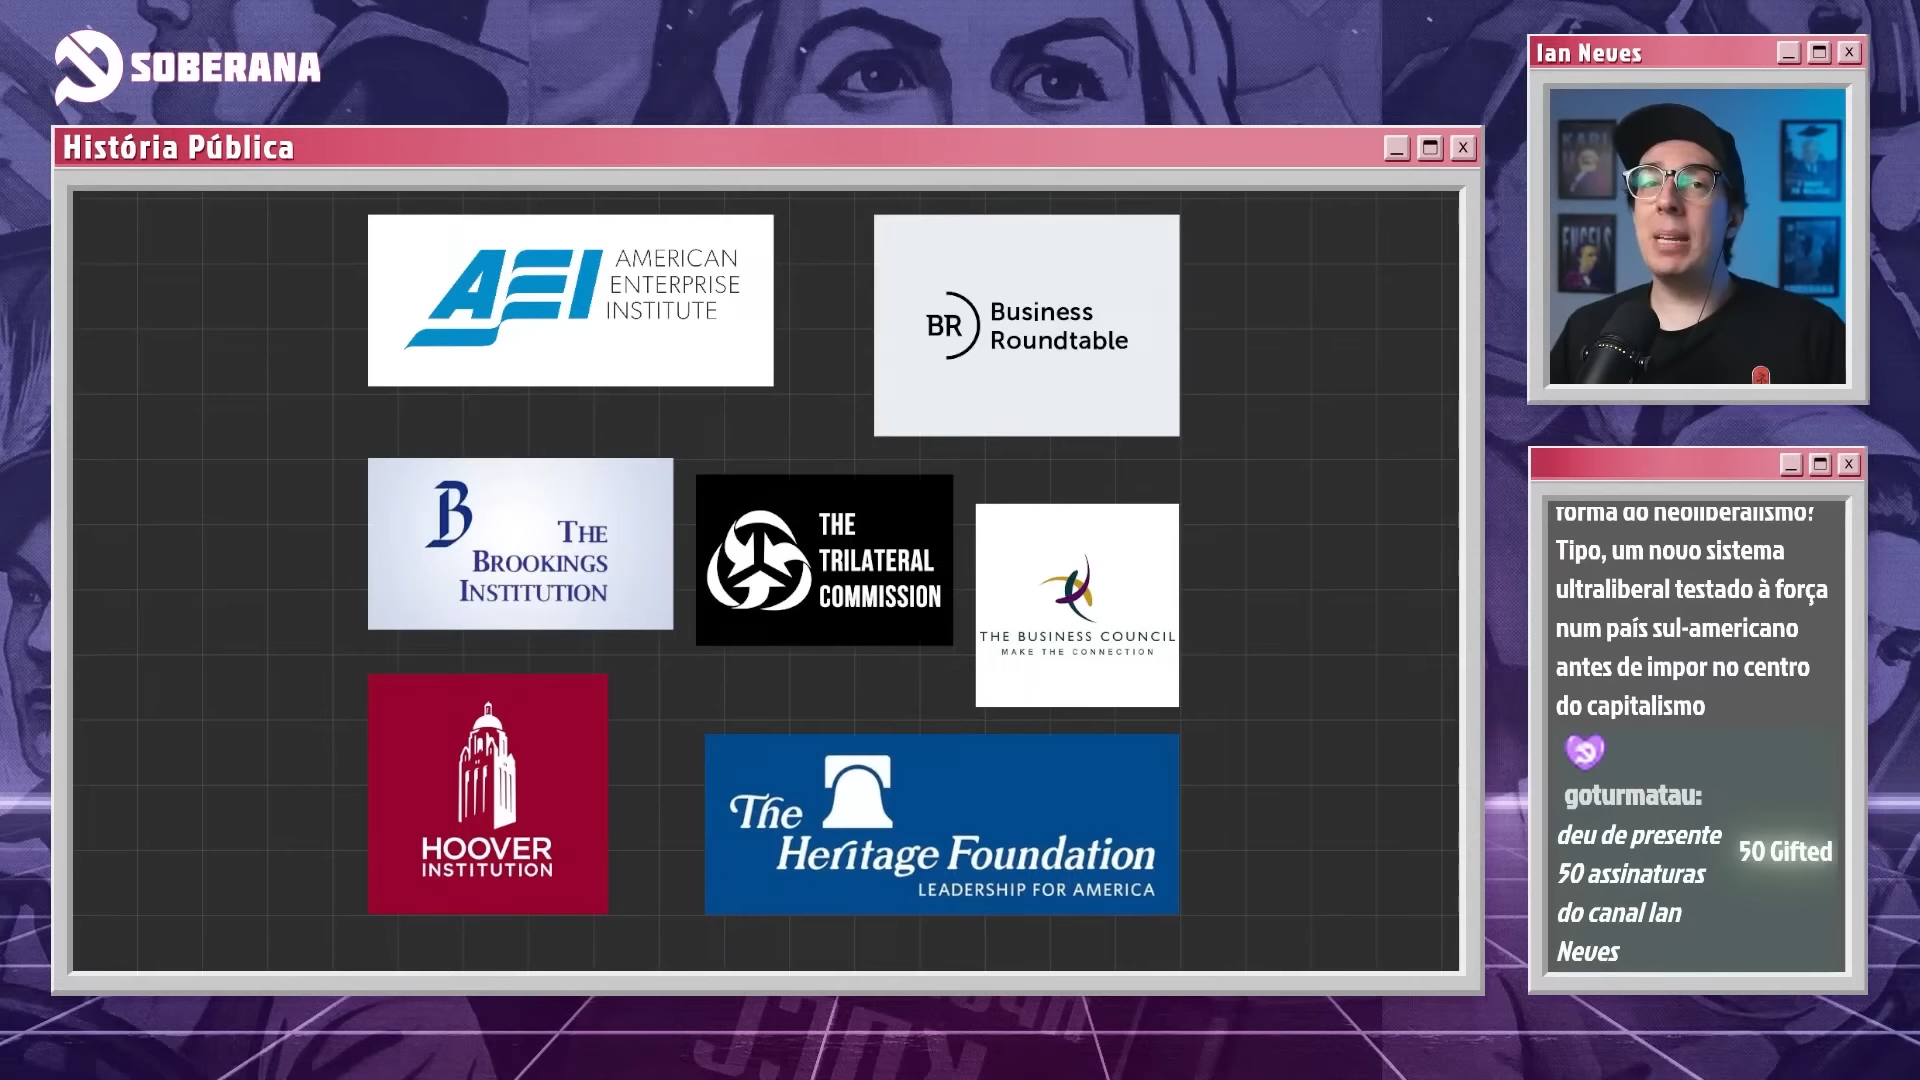 SOBERANA
História Pública
AEI
AMERICAN
ENTERPRISE
INSTITUTE
BR
Business
Roundtable
B
THE
BROOKINGS
INSTITUTION
THE
TRILATERAL
COMMISSION
THE BUSINESS COUNCIL
MAKE THE CONNECTION
HOOVER
INSTITUTION
The
Heritage Foundation
LEADERSHIP FOR AMERICA
Ian Neves
ENGELS
forma do neoliberalismo?
Tipo, um novo sistema
ultraliberal testado à força
num país sul-americano
antes de impor no centro
do capitalismo
goturmatau:
deu de presente
50 assinaturas
do canal Ian
Neves
50 Gifted